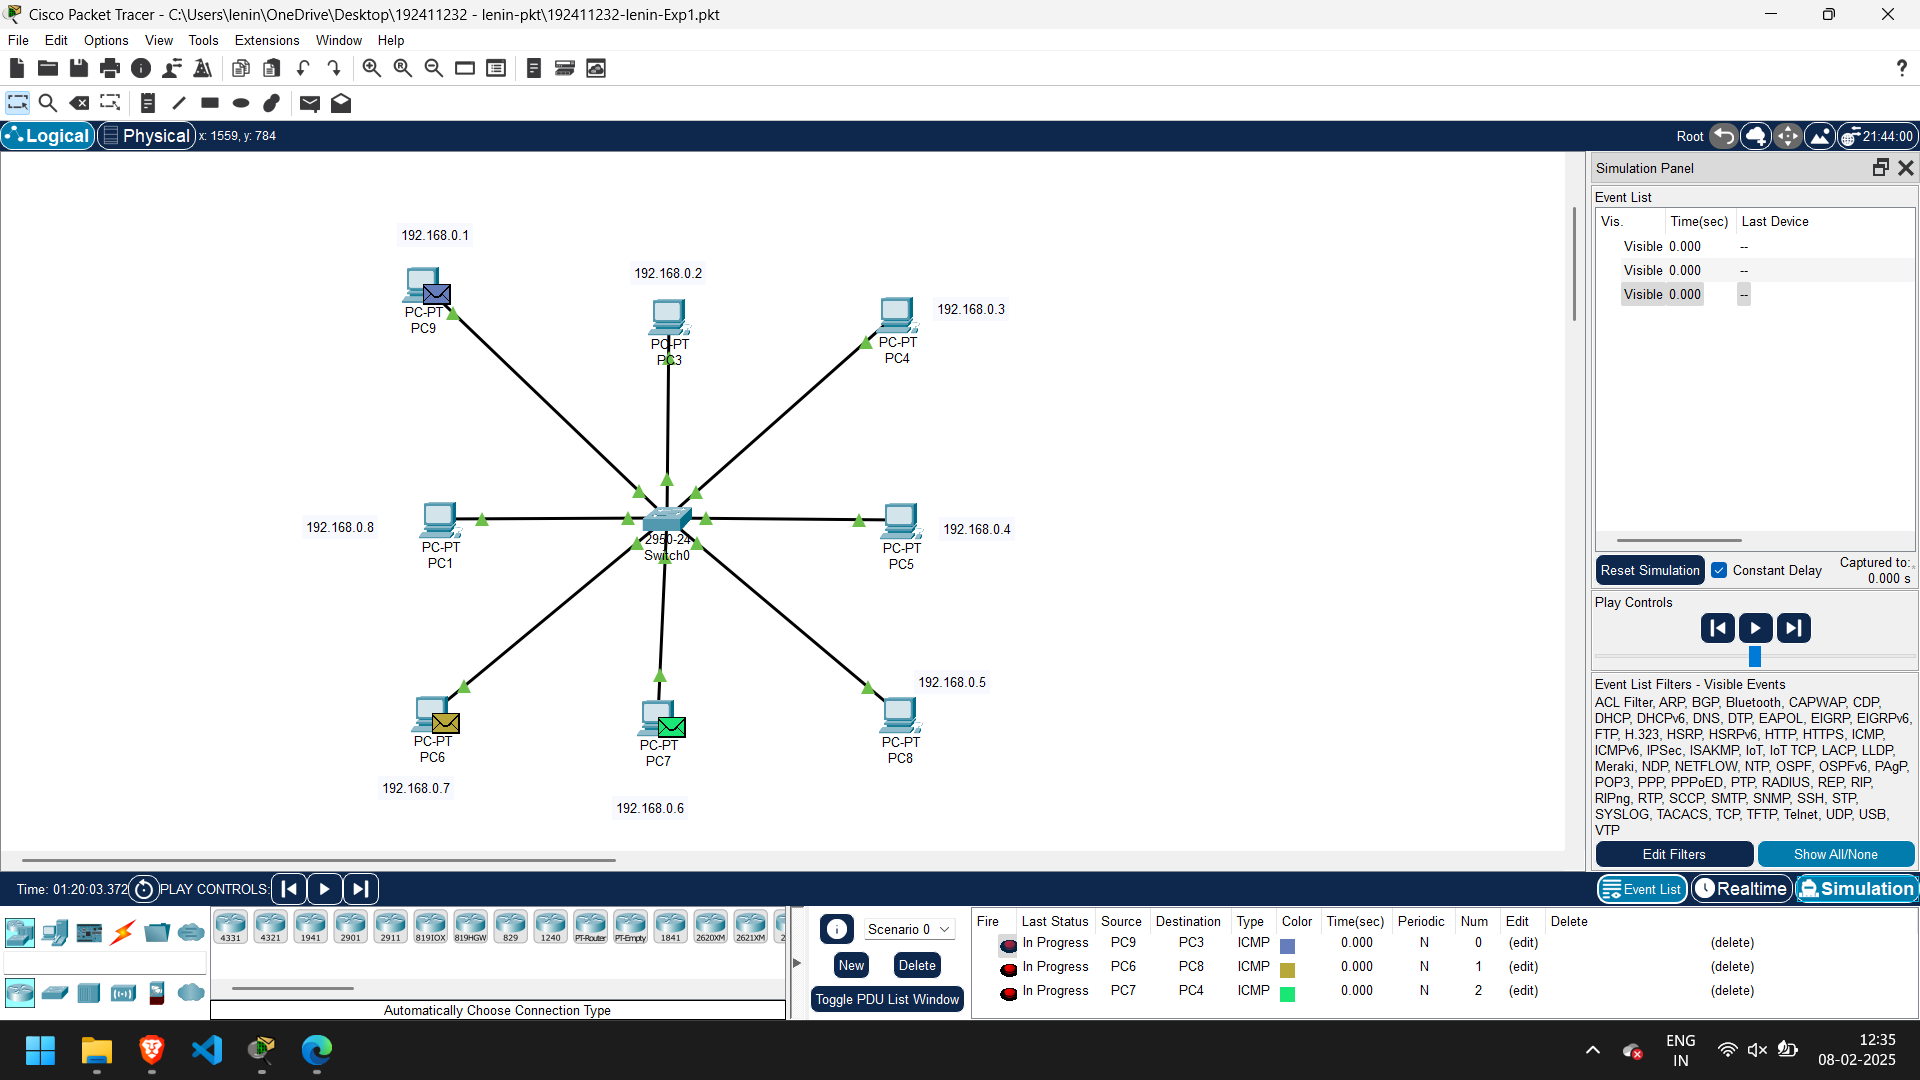 Cisco Packet Tracer - C:\Users\lenin\OneDrive\Desktop\192411232 - lenin-pkt\192411232-lenin-Exp1.pkt
File Edit Options View Tools Extensions Window Help
Logical Physical x: 1559, y: 784 Root 21:44:00
Simulation Panel
Event List
Vis. Time(sec) Last Device
Visible 0.000 --
Visible 0.000 --
Visible 0.000 --
192.168.0.1
PC-PT
PC9
192.168.0.2
PC-PT
PC3
192.168.0.3
PC-PT
PC4
192.168.0.8
PC-PT
PC1
2950-24
Switch0
192.168.0.4
PC-PT
PC5
192.168.0.5
PC-PT
PC6
PC-PT
PC7
PC-PT
PC8
192.168.0.7
192.168.0.6
Reset Simulation Constant Delay Captured to:
0.000 s
Play Controls
Event List Filters - Visible Events
ACL Filter, ARP, BGP, Bluetooth, CAPWAP, CDP,
DHCP, DHCPv6, DNS, DTP, EAPOL, EIGRP, EIGRPv6,
FTP, H.323, HSRP, HSRPv6, HTTP, HTTPS, ICMP,
ICMPv6, IPSec, ISAKMP, IoT, IoT TCP, LACP, LLDP,
Meraki, NDP, NETFLOW, NTP, OSPF, OSPFv6, PAgP,
POP3, PPP, PPPoED, PTP, RADIUS, REP, RIP,
RIPng, RTP, SCCP, SMTP, SNMP, SSH, STP,
SYSLOG, TACACS, TCP, TFTP, Telnet, UDP, USB,
VTP
Edit Filters Show All/None
Time: 01:20:03.372 PLAY CONTROLS: Event List Realtime Simulation
4331 4321 1941 2901 2911 819IOX 819HGW 829 1240 PT-Router PT-Empty 1841 2620XM 2621XM 2
Automatically Choose Connection Type
Scenario 0
New Delete
Toggle PDU List Window
Fire Last Status Source Destination Type Color Time(sec) Periodic Num Edit Delete
In Progress PC9 PC3 ICMP 0.000 N 0 (edit) (delete)
In Progress PC6 PC8 ICMP 0.000 N 1 (edit) (delete)
In Progress PC7 PC4 ICMP 0.000 N 2 (edit) (delete)
ENG
IN
12:35
08-02-2025